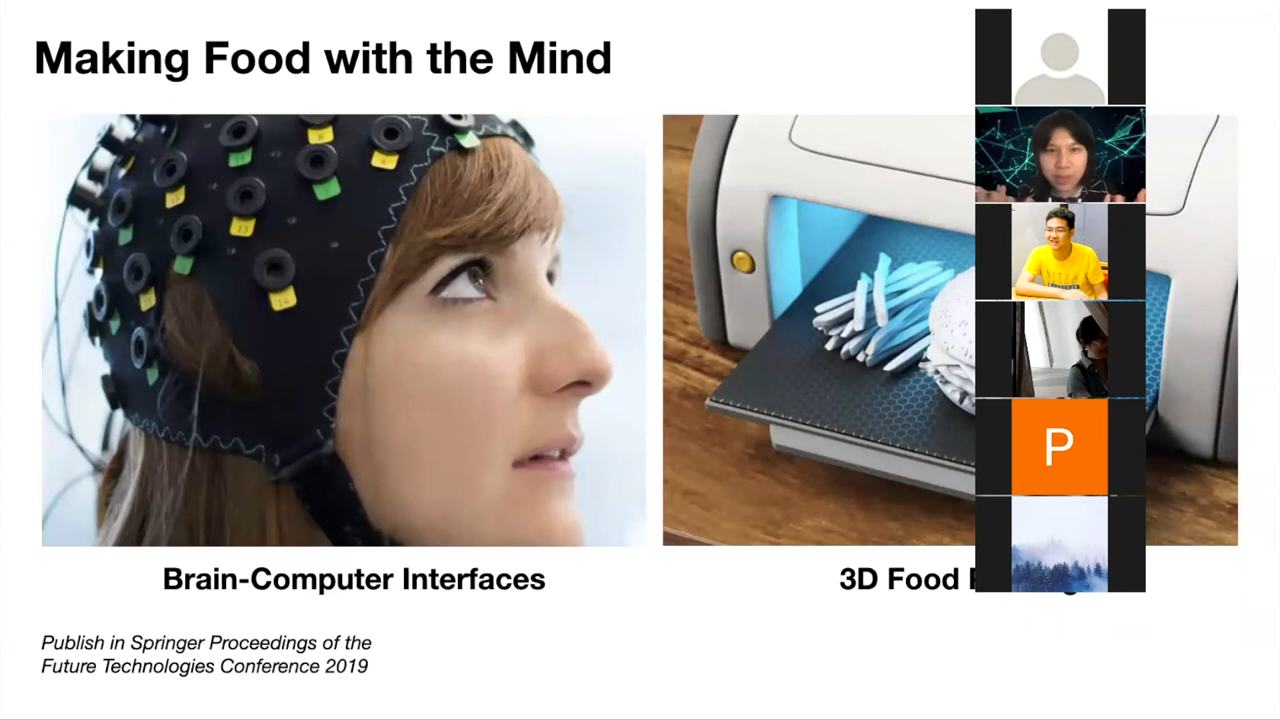 Making Food with the Mind
Brain-Computer Interfaces
3D Food
Publish in Springer Proceedings of the
Future Technologies Conference 2019
P